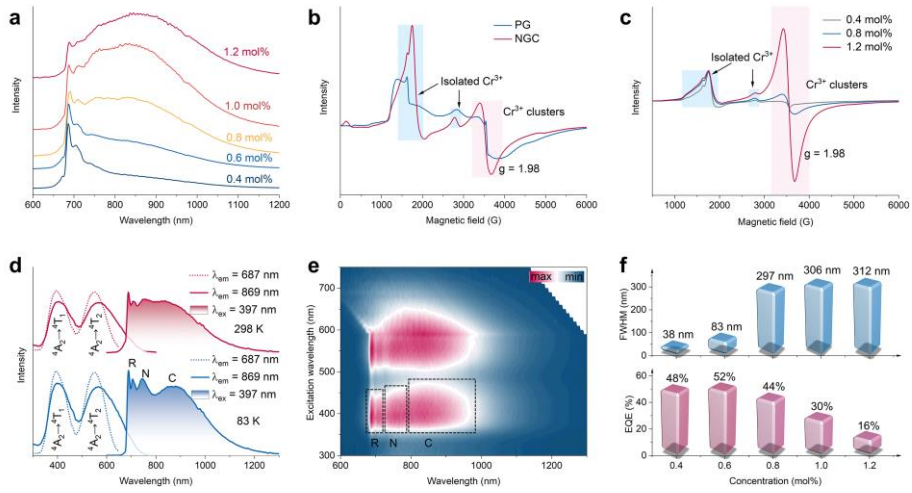 a
1.2 mol%
1.0 mol%
0.8 mol%
0.6 mol%
0.4 mol%
Intensity
600 700 800 900 1000 1100 1200
Wavelength (nm)
b
PG
NGC
Isolated Cr³⁺
Cr³⁺ clusters
g = 1.98
Intensity
0 1000 2000 3000 4000 5000 6000
Magnetic field (G)
c
0.4 mol%
0.8 mol%
1.2 mol%
Isolated Cr³⁺
Cr³⁺ clusters
g = 1.98
Intensity
1000 2000 3000 4000 5000 6000
Magnetic field (G)
d
λem = 687 nm
λem = 869 nm
λex = 397 nm
298 K
⁴A₂→⁴T₁
⁴A₂→⁴T₂
λem = 687 nm
λem = 869 nm
λex = 397 nm
83 K
R
N
C
⁴A₂→⁴T₁
⁴A₂→⁴T₂
Intensity
300 500 700 900 1100 1300
Wavelength (nm)
e
max min
700
600
500
400
300
Excitation wavelength (nm)
R N C
600 800 1000 1200
Emission wavelength (nm)
f
297 nm 306 nm 312 nm
38 nm 83 nm
300
200
100
0
FWHM (nm)
48% 52% 44% 30% 16%
60
40
20
0
EQE (%)
0.4 0.6 0.8 1.0 1.2
Concentration (mol%)